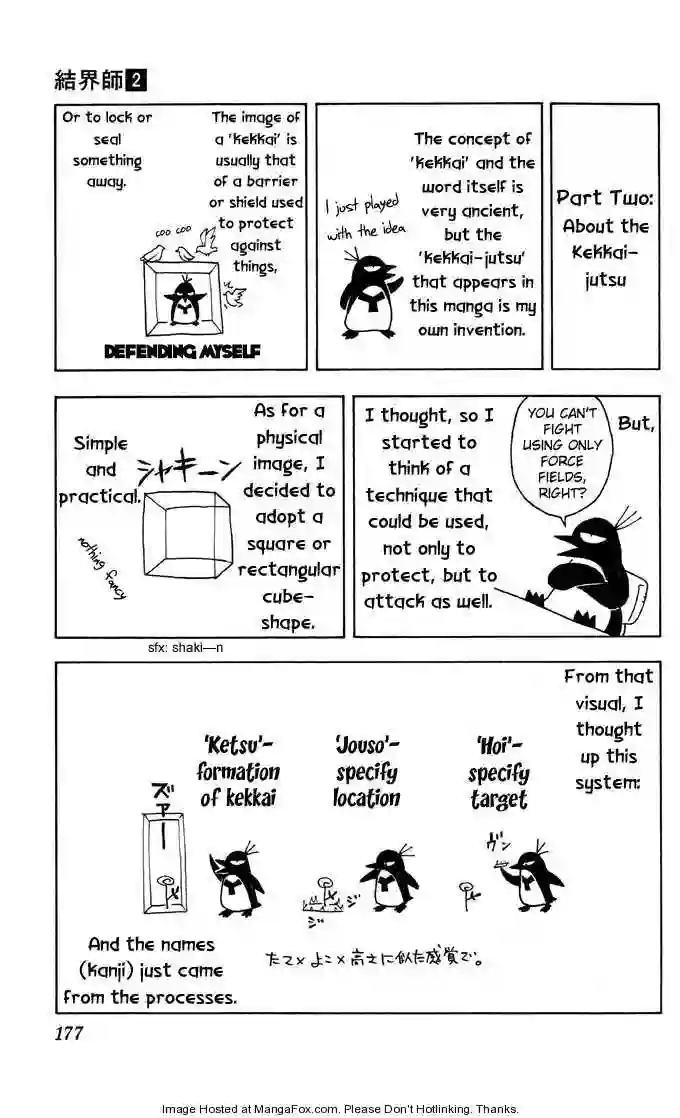 結界師2
Part Two:
About the
Kekkai-
jutsu
The concept of
'kekkai' and the
word itself is
very ancient,
but the
'kekkai-jutsu'
that appears in
this manga is my
own invention.
I just played
with the idea
The image of
a 'kekkai' is
usually that
of a barrier
or shield used
to protect
against
things,
Or to lock or
seal
something
away.
coo coo
DEFENDING MYSELF
But,
YOU CAN'T
FIGHT
USING ONLY
FORCE
FIELDS,
RIGHT?
I thought, so I
started to
think of a
technique that
could be used,
not only to
protect, but to
attack as well.
As for a
physical
image, I
decided to
adopt a
square or
rectangular
cube-
shape.
シャキーン
Simple
and
practical.
nothing fancy
sfx: shaki—n
From that
visual, I
thought
up this
system:
'Hoi'-
specify
target
ヴン
'Jouso'-
specify
location
ジ
ジ
'Ketsu'-
formation
of kekkai
ズァー
たて×よこ×高さに似た感覚で。
And the names
(kanji) just came
from the processes.
177
Image Hosted at MangaFox.com. Please Don't Hotlinking. Thanks.